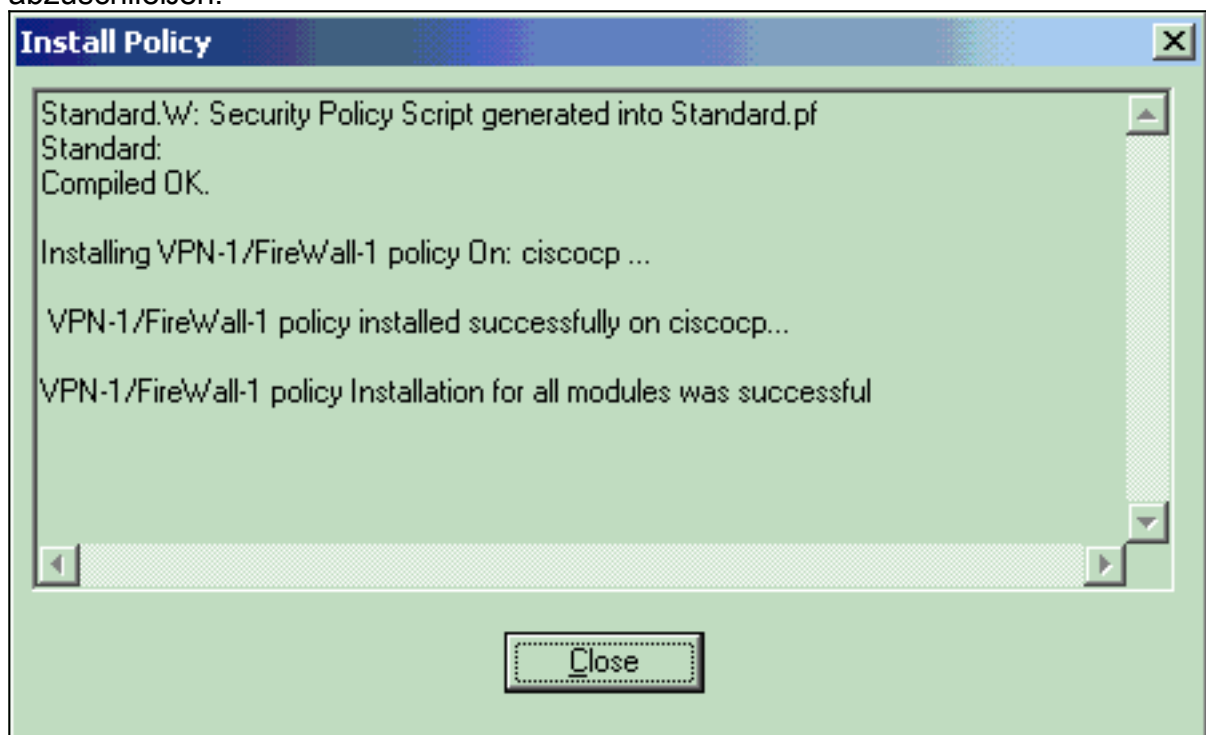 abzuschließen.
Install Policy
Standard.W: Security Policy Script generated into Standard.pf
Standard:
Compiled OK.
Installing VPN-1/FireWall-1 policy On: ciscocp ...
VPN-1/FireWall-1 policy installed successfully on ciscocp...
VPN-1/FireWall-1 policy Installation for all modules was successful
Close